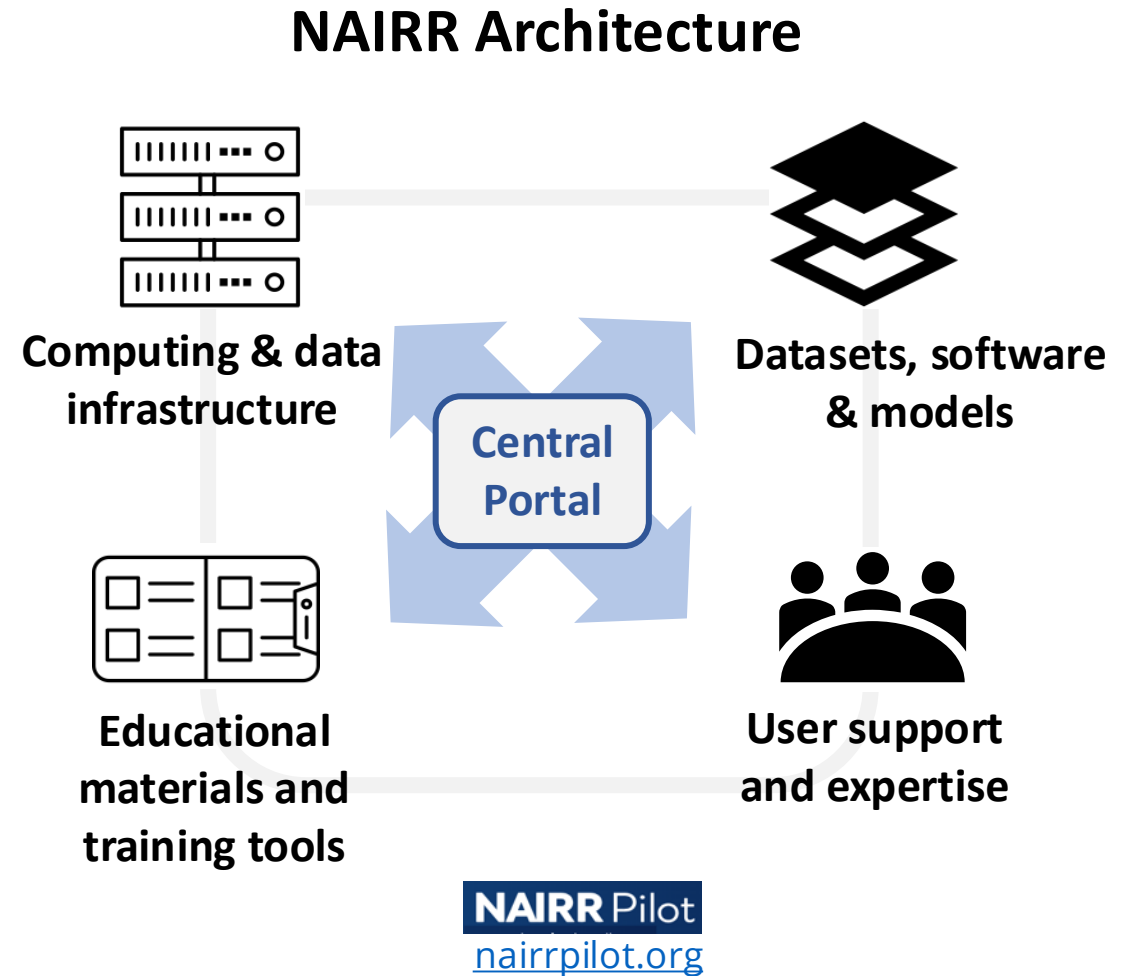 NAIRR Architecture
Computing & data
infrastructure
Datasets, software
& models
Central
Portal
Educational
materials and
training tools
User support
and expertise
NAIRR Pilot
nairrpilot.org